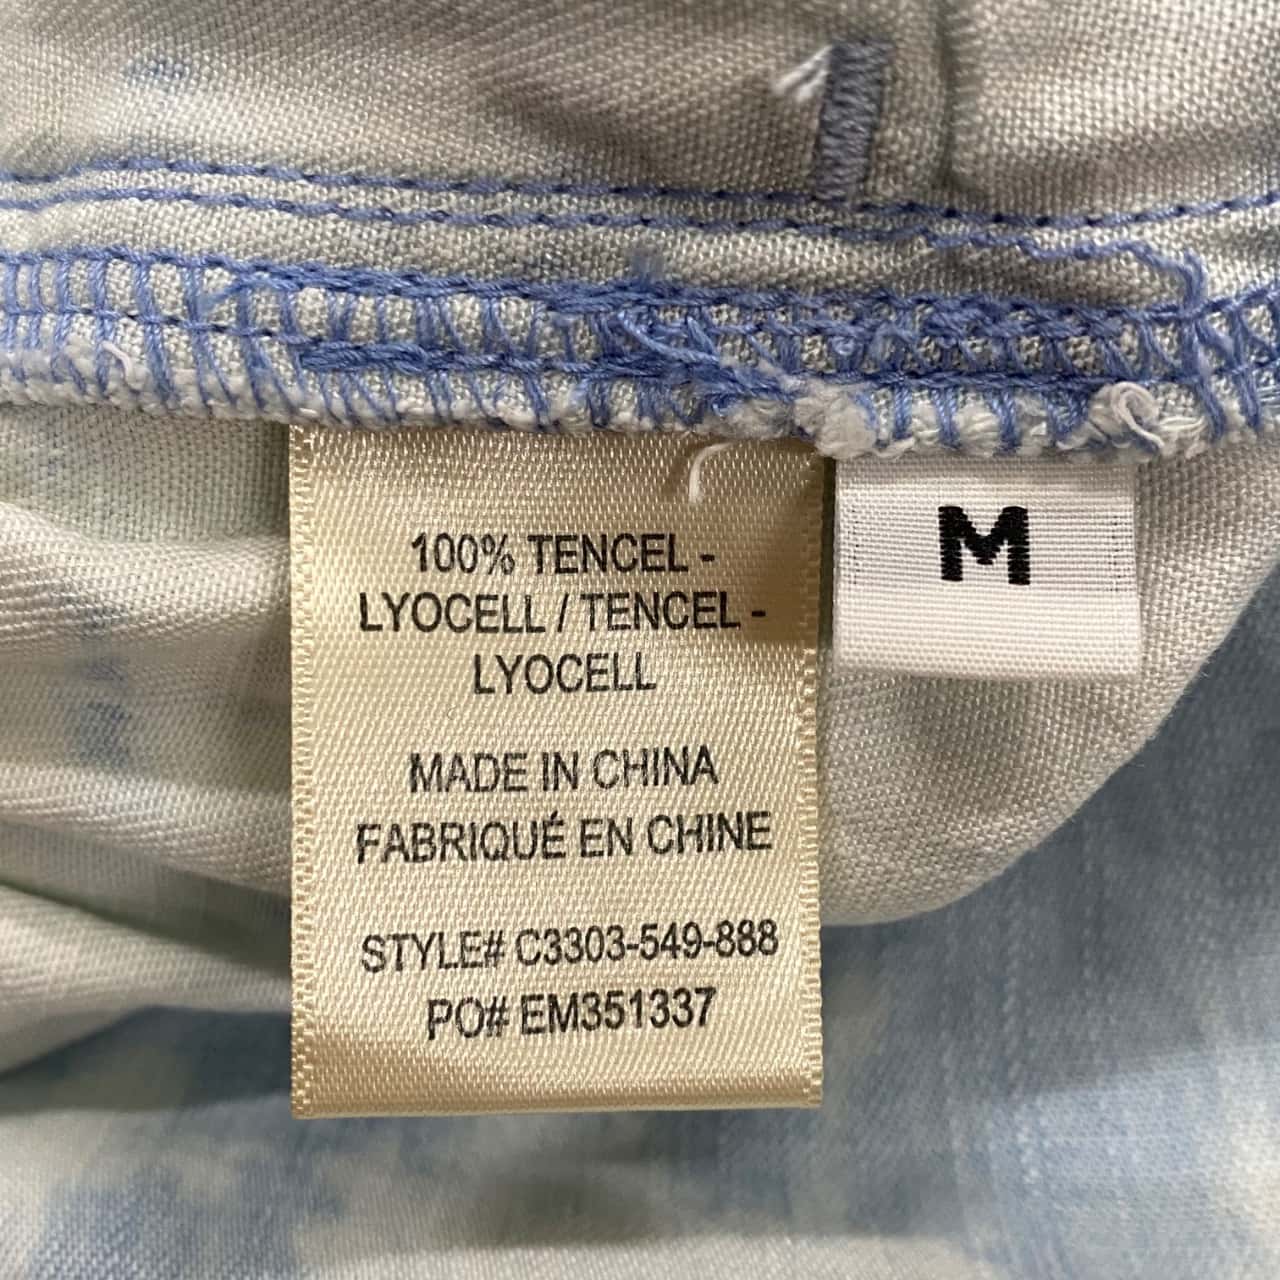 100% TENCEL -
LYOCELL / TENCEL -
LYOCELL
MADE IN CHINA
FABRIQUÉ EN CHINE
STYLE# C3303-549-888
PO# EM351337
M